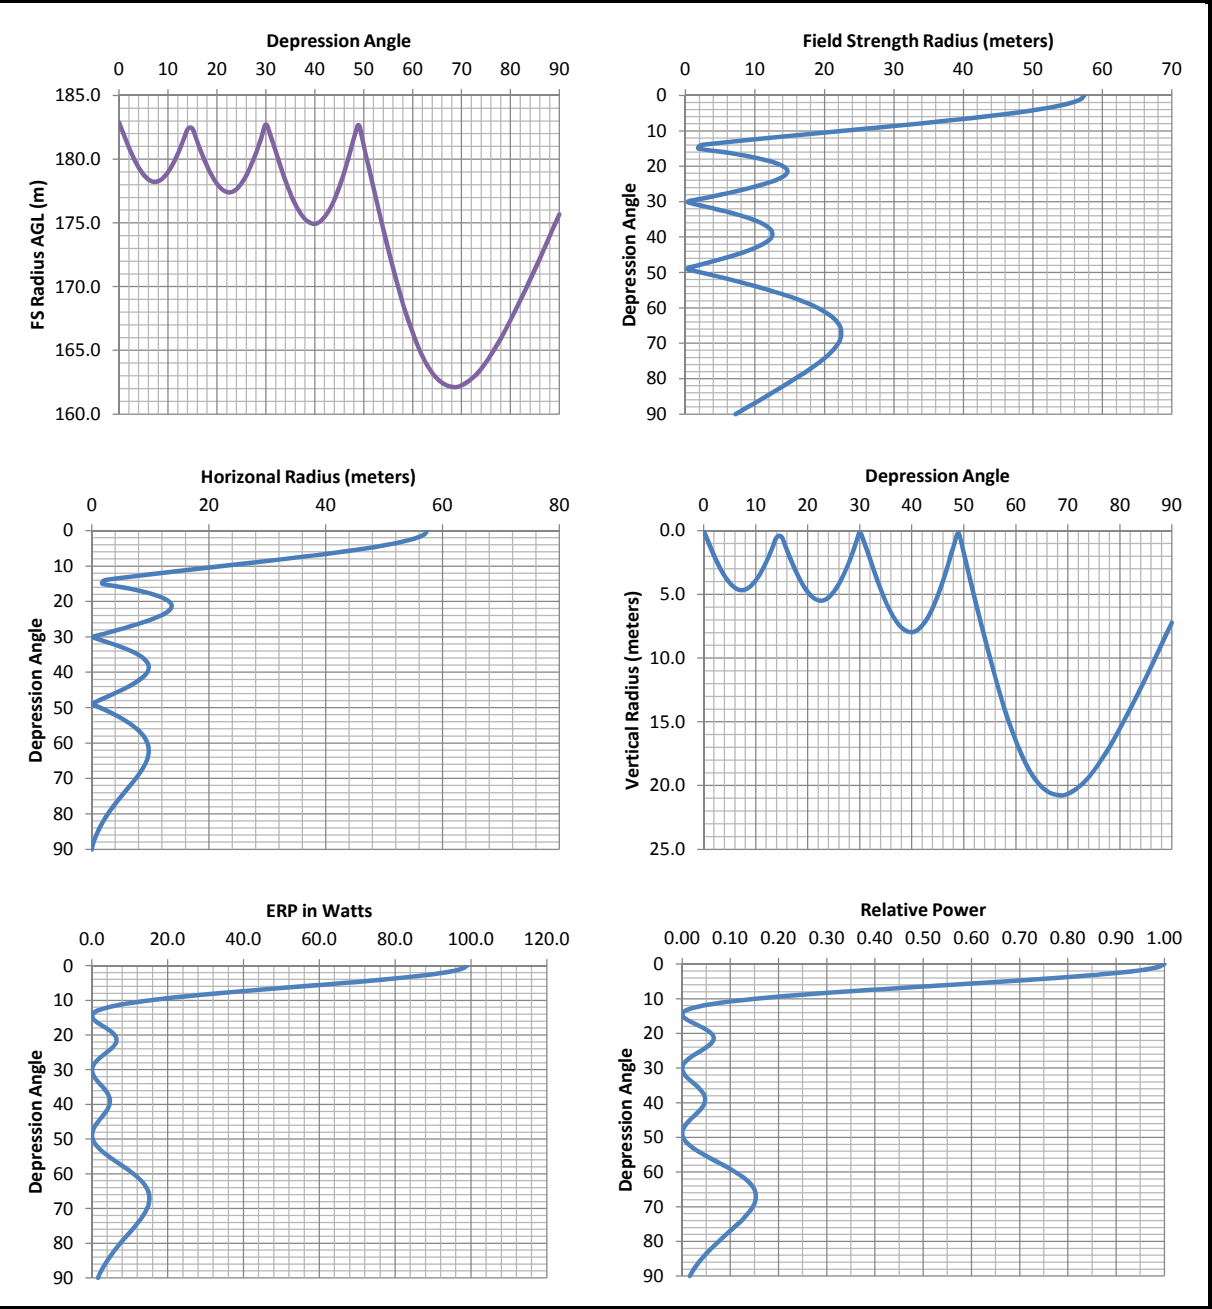 Depression Angle
0 10 20 30 40 50 60 70 80 90
185.0
180.0
175.0
170.0
165.0
160.0
FS Radius AGL (m)
Field Strength Radius (meters)
0 10 20 30 40 50 60 70
0
10
20
30
40
50
60
70
80
90
Depression Angle
Horizonal Radius (meters)
0 20 40 60 80
0
10
20
30
40
50
60
70
80
90
Depression Angle
Depression Angle
0 10 20 30 40 50 60 70 80 90
0.0
5.0
10.0
15.0
20.0
25.0
Vertical Radius (meters)
ERP in Watts
0.0 20.0 40.0 60.0 80.0 100.0 120.0
0
10
20
30
40
50
60
70
80
90
Depression Angle
Relative Power
0.00 0.10 0.20 0.30 0.40 0.50 0.60 0.70 0.80 0.90 1.00
0
10
20
30
40
50
60
70
80
90
Depression Angle